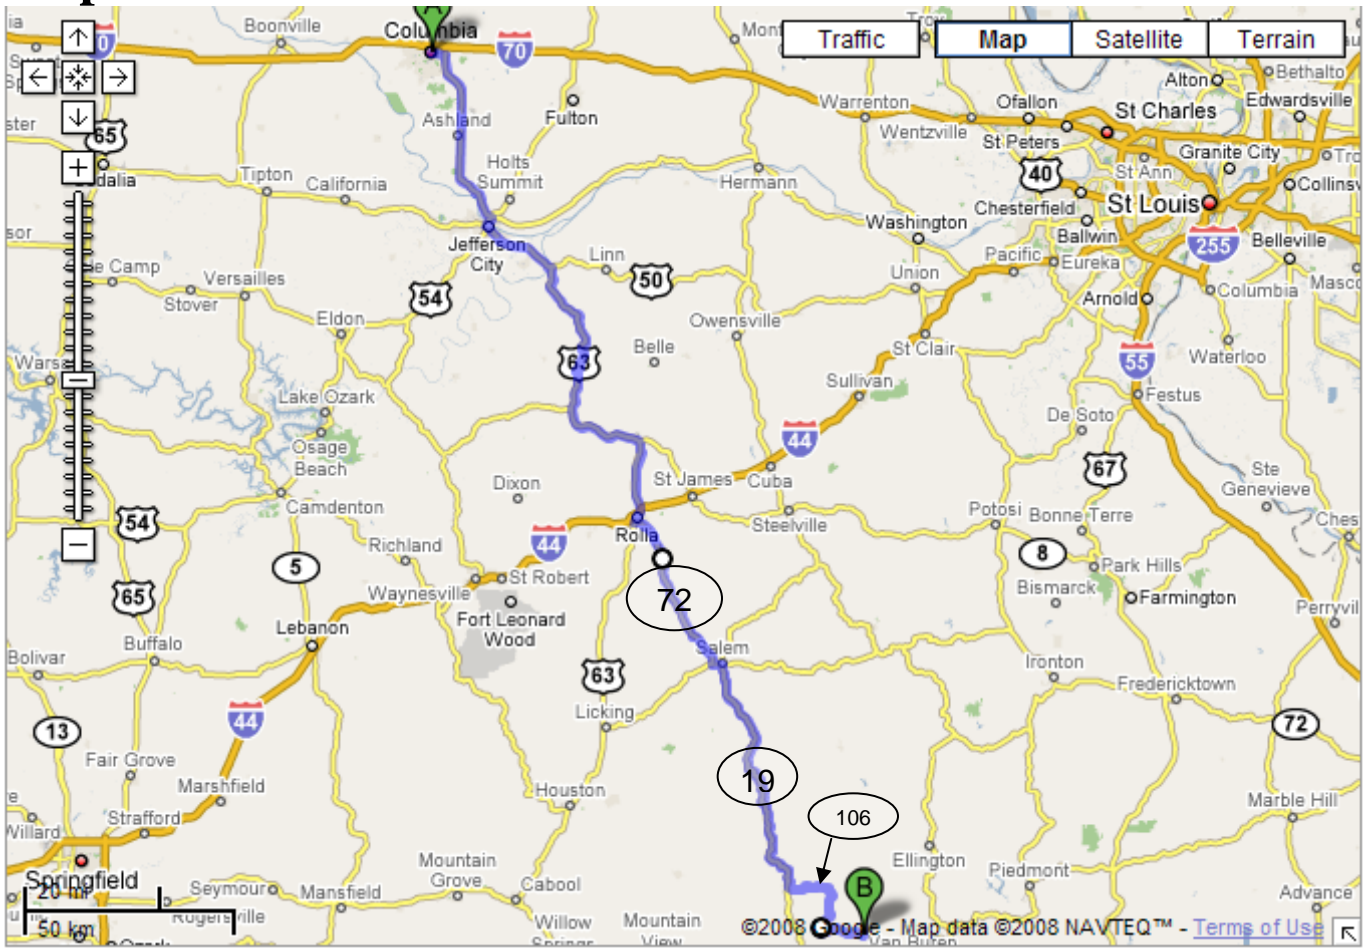 Boonville
Columbia
70
Traffic
Map
Satellite
Terrain
Alton
Bethalto
Warrenton
Ofallon
St Charles
Edwardsville
65
Ashland
Fulton
Wentzville
St Peters
Granite City
Holts
Summit
Tipton
California
Hermann
40
St Ann
Chesterfield
St Louis
Washington
Ballwin
255
Belleville
Jefferson
City
Linn
50
Pacific
Eureka
Union
Versailles
Stover
54
Arnold
Columbia
Eldon
Owensville
Belle
63
St Clair
55
Waterloo
Sullivan
Lake Ozark
Festus
De Soto
Osage
Beach
44
67
Dixon
St James
Cuba
Ste
Genevieve
Camdenton
54
Steelville
Potosi
Bonne Terre
Rolla
44
Richland
5
8
65
Waynesville
St Robert
72
Park Hills
Bismarck
Farmington
Fort Leonard
Wood
Lebanon
Buffalo
Salem
Bolivar
63
Ironton
Fredericktown
Licking
44
13
72
Fair Grove
Marshfield
19
Houston
106
Strafford
Marble Hill
Willard
Mountain
Grove
Ellington
Piedmont
Springfield
20 mi
Seymour
Mansfield
Cabool
B
Advance
Rogersville
50 km
Willow
Springs
Mountain
View
©2008 Google - Map data ©2008 NAVTEQ™ - Terms of Use
Van Buren
Ozark